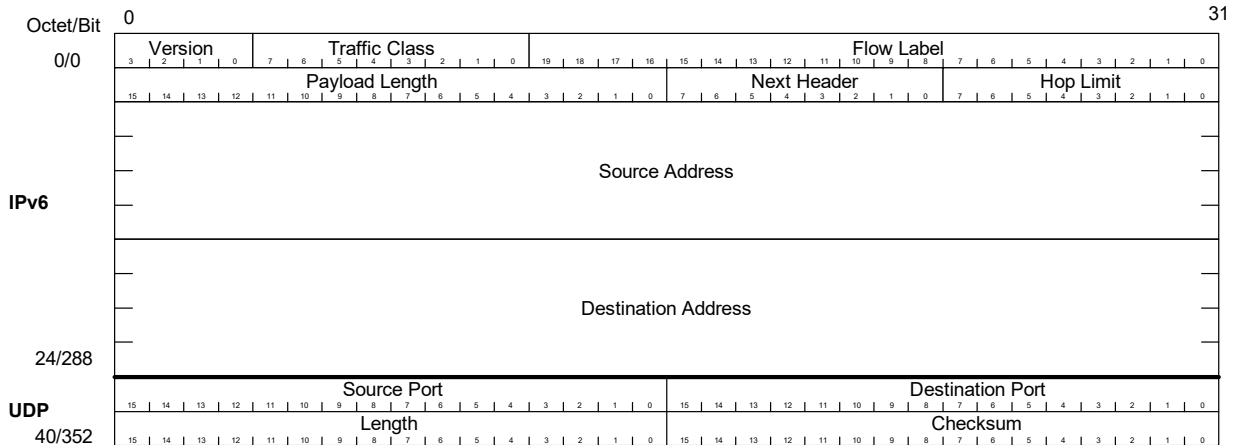 Octet/Bit 0 31
Version Traffic Class Flow Label
0/0 3 2 1 0 7 6 5 4 3 2 1 0 19 18 17 16 15 14 13 12 11 10 9 8 7 6 5 4 3 2 1 0
Payload Length Next Header Hop Limit
15 14 13 12 11 10 9 8 7 6 5 4 3 2 1 0 7 6 5 4 3 2 1 0 7 6 5 4 3 2 1 0
Source Address
IPv6
Destination Address
24/288
Source Port Destination Port
15 14 13 12 11 10 9 8 7 6 5 4 3 2 1 0 15 14 13 12 11 10 9 8 7 6 5 4 3 2 1 0
UDP
Length Checksum
40/352 15 14 13 12 11 10 9 8 7 6 5 4 3 2 1 0 15 14 13 12 11 10 9 8 7 6 5 4 3 2 1 0